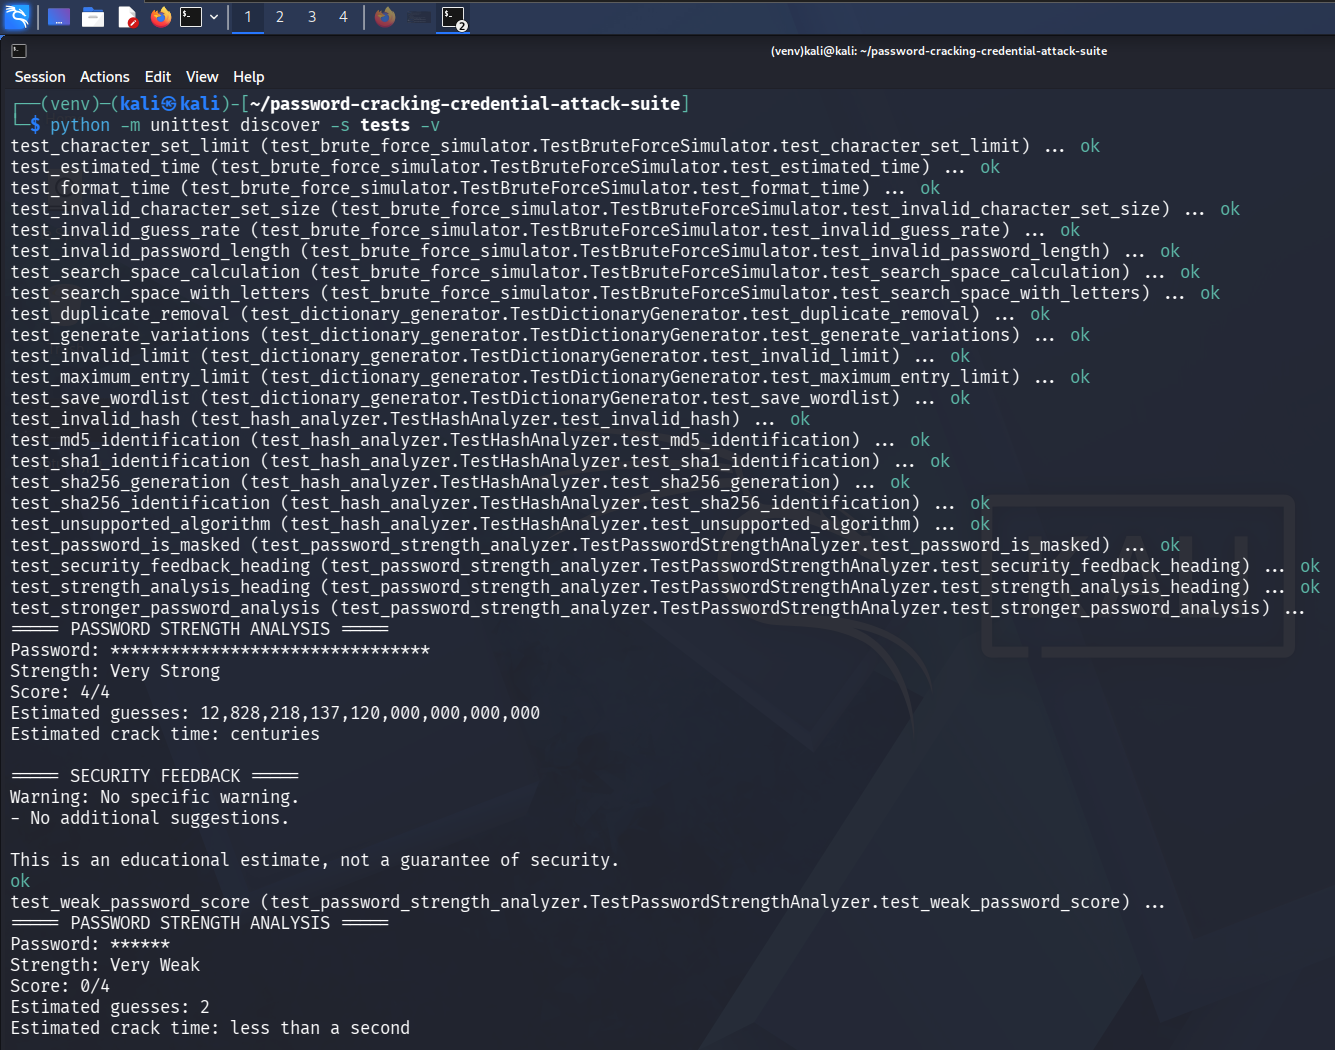 1 2 3 4 2
(venv)kali@kali: ~/password-cracking-credential-attack-suite
Session Actions Edit View Help
┌──(venv)─(kali㉿kali)-[~/password-cracking-credential-attack-suite]
└─$ python -m unittest discover -s tests -v
test_character_set_limit (test_brute_force_simulator.TestBruteForceSimulator.test_character_set_limit) ... ok
test_estimated_time (test_brute_force_simulator.TestBruteForceSimulator.test_estimated_time) ... ok
test_format_time (test_brute_force_simulator.TestBruteForceSimulator.test_format_time) ... ok
test_invalid_character_set_size (test_brute_force_simulator.TestBruteForceSimulator.test_invalid_character_set_size) ... ok
test_invalid_guess_rate (test_brute_force_simulator.TestBruteForceSimulator.test_invalid_guess_rate) ... ok
test_invalid_password_length (test_brute_force_simulator.TestBruteForceSimulator.test_invalid_password_length) ... ok
test_search_space_calculation (test_brute_force_simulator.TestBruteForceSimulator.test_search_space_calculation) ... ok
test_search_space_with_letters (test_brute_force_simulator.TestBruteForceSimulator.test_search_space_with_letters) ... ok
test_duplicate_removal (test_dictionary_generator.TestDictionaryGenerator.test_duplicate_removal) ... ok
test_generate_variations (test_dictionary_generator.TestDictionaryGenerator.test_generate_variations) ... ok
test_invalid_limit (test_dictionary_generator.TestDictionaryGenerator.test_invalid_limit) ... ok
test_maximum_entry_limit (test_dictionary_generator.TestDictionaryGenerator.test_maximum_entry_limit) ... ok
test_save_wordlist (test_dictionary_generator.TestDictionaryGenerator.test_save_wordlist) ... ok
test_invalid_hash (test_hash_analyzer.TestHashAnalyzer.test_invalid_hash) ... ok
test_md5_identification (test_hash_analyzer.TestHashAnalyzer.test_md5_identification) ... ok
test_sha1_identification (test_hash_analyzer.TestHashAnalyzer.test_sha1_identification) ... ok
test_sha256_generation (test_hash_analyzer.TestHashAnalyzer.test_sha256_generation) ... ok
test_sha256_identification (test_hash_analyzer.TestHashAnalyzer.test_sha256_identification) ... ok
test_unsupported_algorithm (test_hash_analyzer.TestHashAnalyzer.test_unsupported_algorithm) ... ok
test_password_is_masked (test_password_strength_analyzer.TestPasswordStrengthAnalyzer.test_password_is_masked) ... ok
test_security_feedback_heading (test_password_strength_analyzer.TestPasswordStrengthAnalyzer.test_security_feedback_heading) ... ok
test_strength_analysis_heading (test_password_strength_analyzer.TestPasswordStrengthAnalyzer.test_strength_analysis_heading) ... ok
test_stronger_password_analysis (test_password_strength_analyzer.TestPasswordStrengthAnalyzer.test_stronger_password_analysis) ...
===== PASSWORD STRENGTH ANALYSIS =====
Password: ********************************
Strength: Very Strong
Score: 4/4
Estimated guesses: 12,828,218,137,120,000,000,000,000
Estimated crack time: centuries
===== SECURITY FEEDBACK =====
Warning: No specific warning.
- No additional suggestions.
This is an educational estimate, not a guarantee of security.
ok
test_weak_password_score (test_password_strength_analyzer.TestPasswordStrengthAnalyzer.test_weak_password_score) ...
===== PASSWORD STRENGTH ANALYSIS =====
Password: ******
Strength: Very Weak
Score: 0/4
Estimated guesses: 2
Estimated crack time: less than a second
KALI